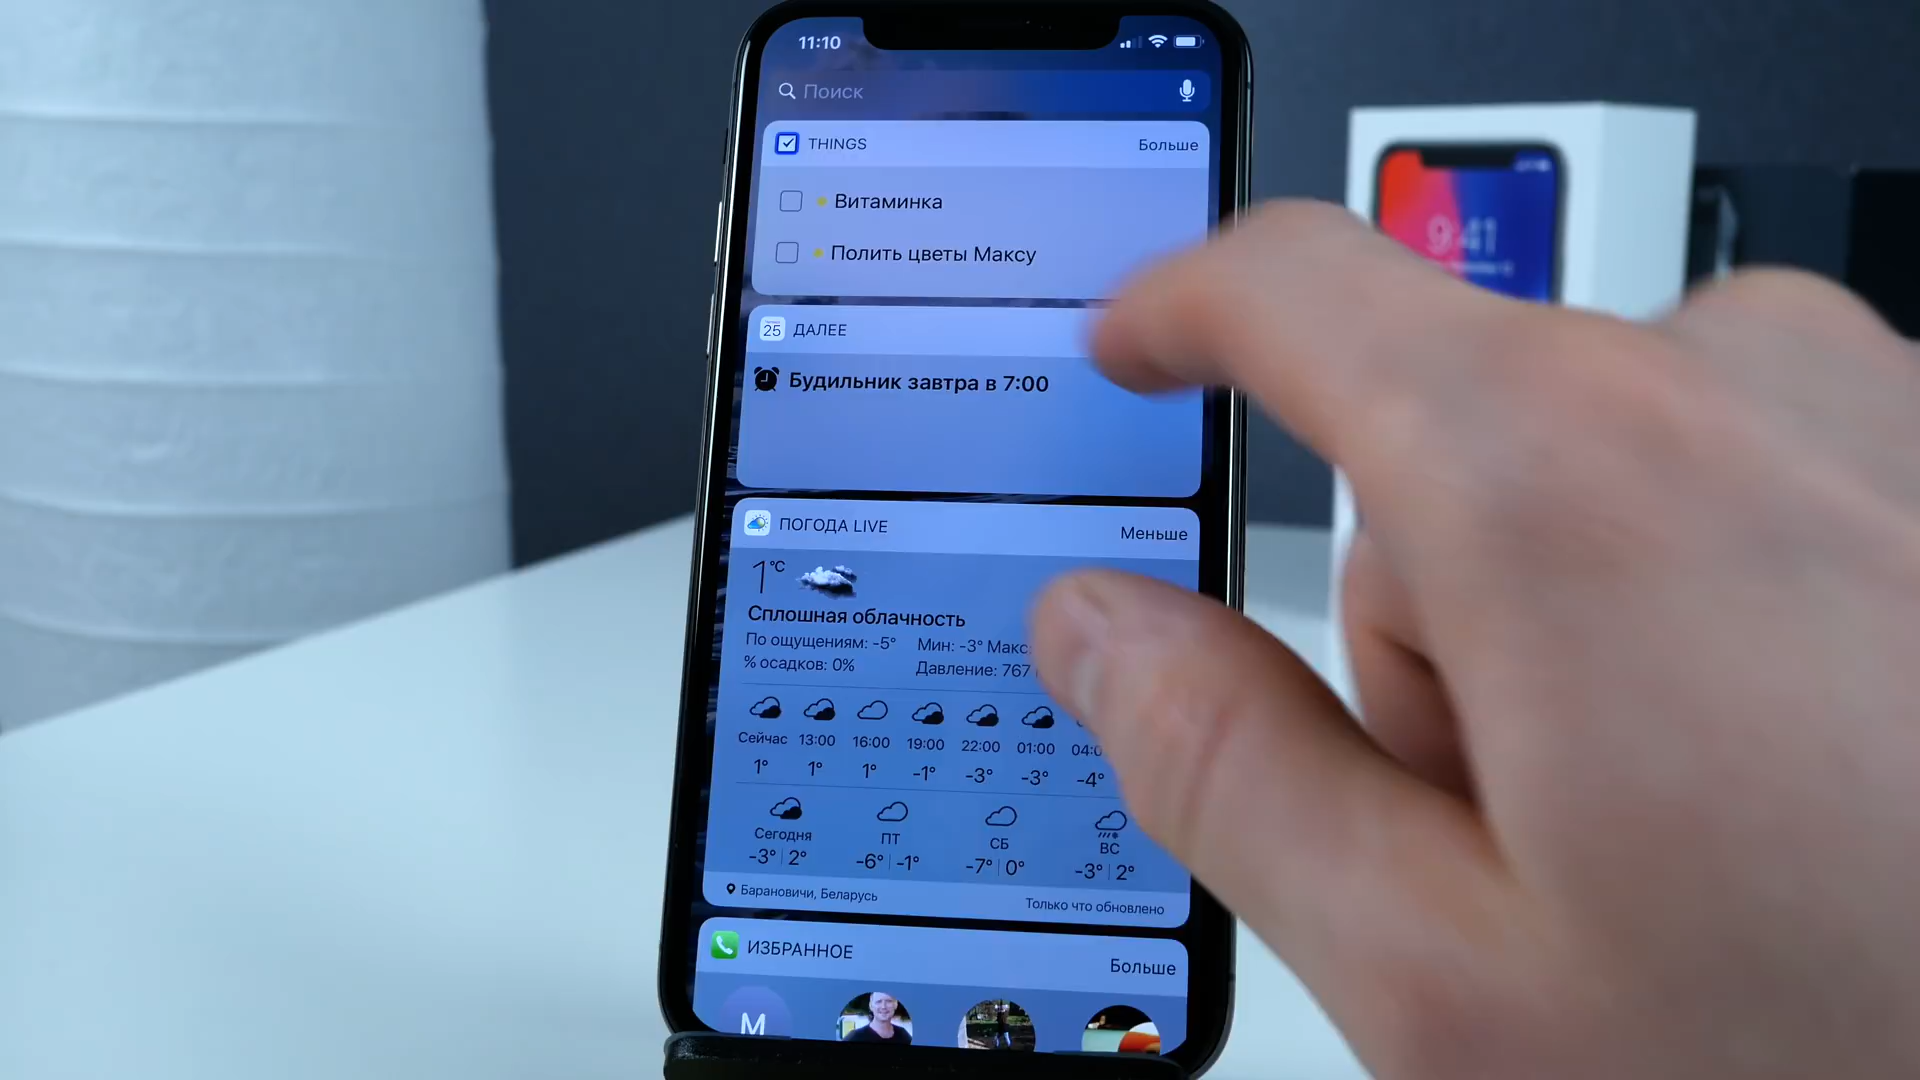 11:10
Поиск
THINGS Больше
Витаминка
Полить цветы Максу
25 ДАЛЕЕ
Будильник завтра в 7:00
ПОГОДА LIVE Меньше
1°C
Сплошная облачность
По ощущениям: -5° Мин: -3° Макс:
% осадков: 0% Давление: 767
Сейчас 13:00 16:00 19:00 22:00 01:00 04:0
1° 1° 1° -1° -3° -3° -4°
Сегодня ПТ СБ ВС
-3° | 2° -6° | -1° -7° | 0° -3° | 2°
Барановичи, Беларусь Только что обновлено
ИЗБРАННОЕ Больше
М
9:41